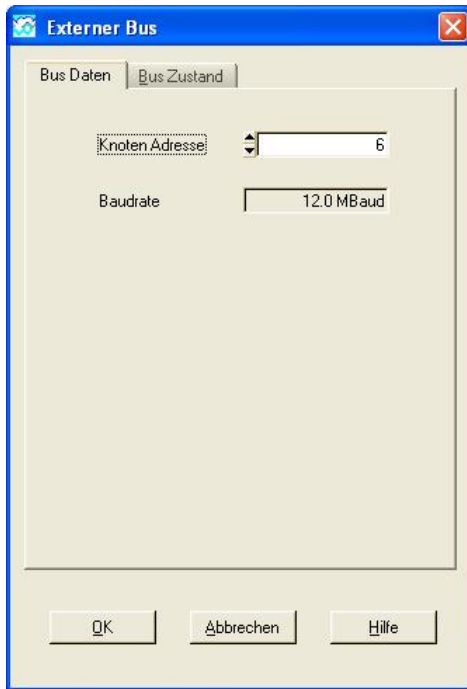 Externer Bus
Bus Daten Bus Zustand
Knoten Adresse 6
Baudrate 12.0 MBaud
OK Abbrechen Hilfe